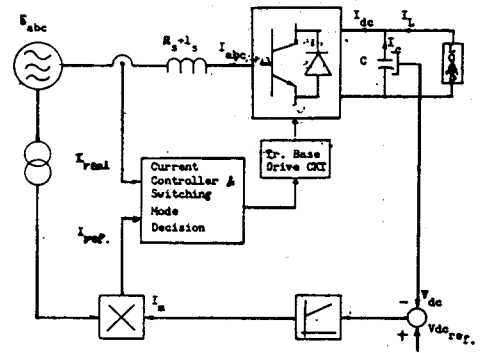 E_abc
R_s+l_s
I_abc
I_dc
I_L
I_c
C
I_real
Current
Controller &
Switching
Mode
Decision
Tr. Base
Drive CKT
I_ref.
I_m
-
V_dc
+
Vdc_ref.